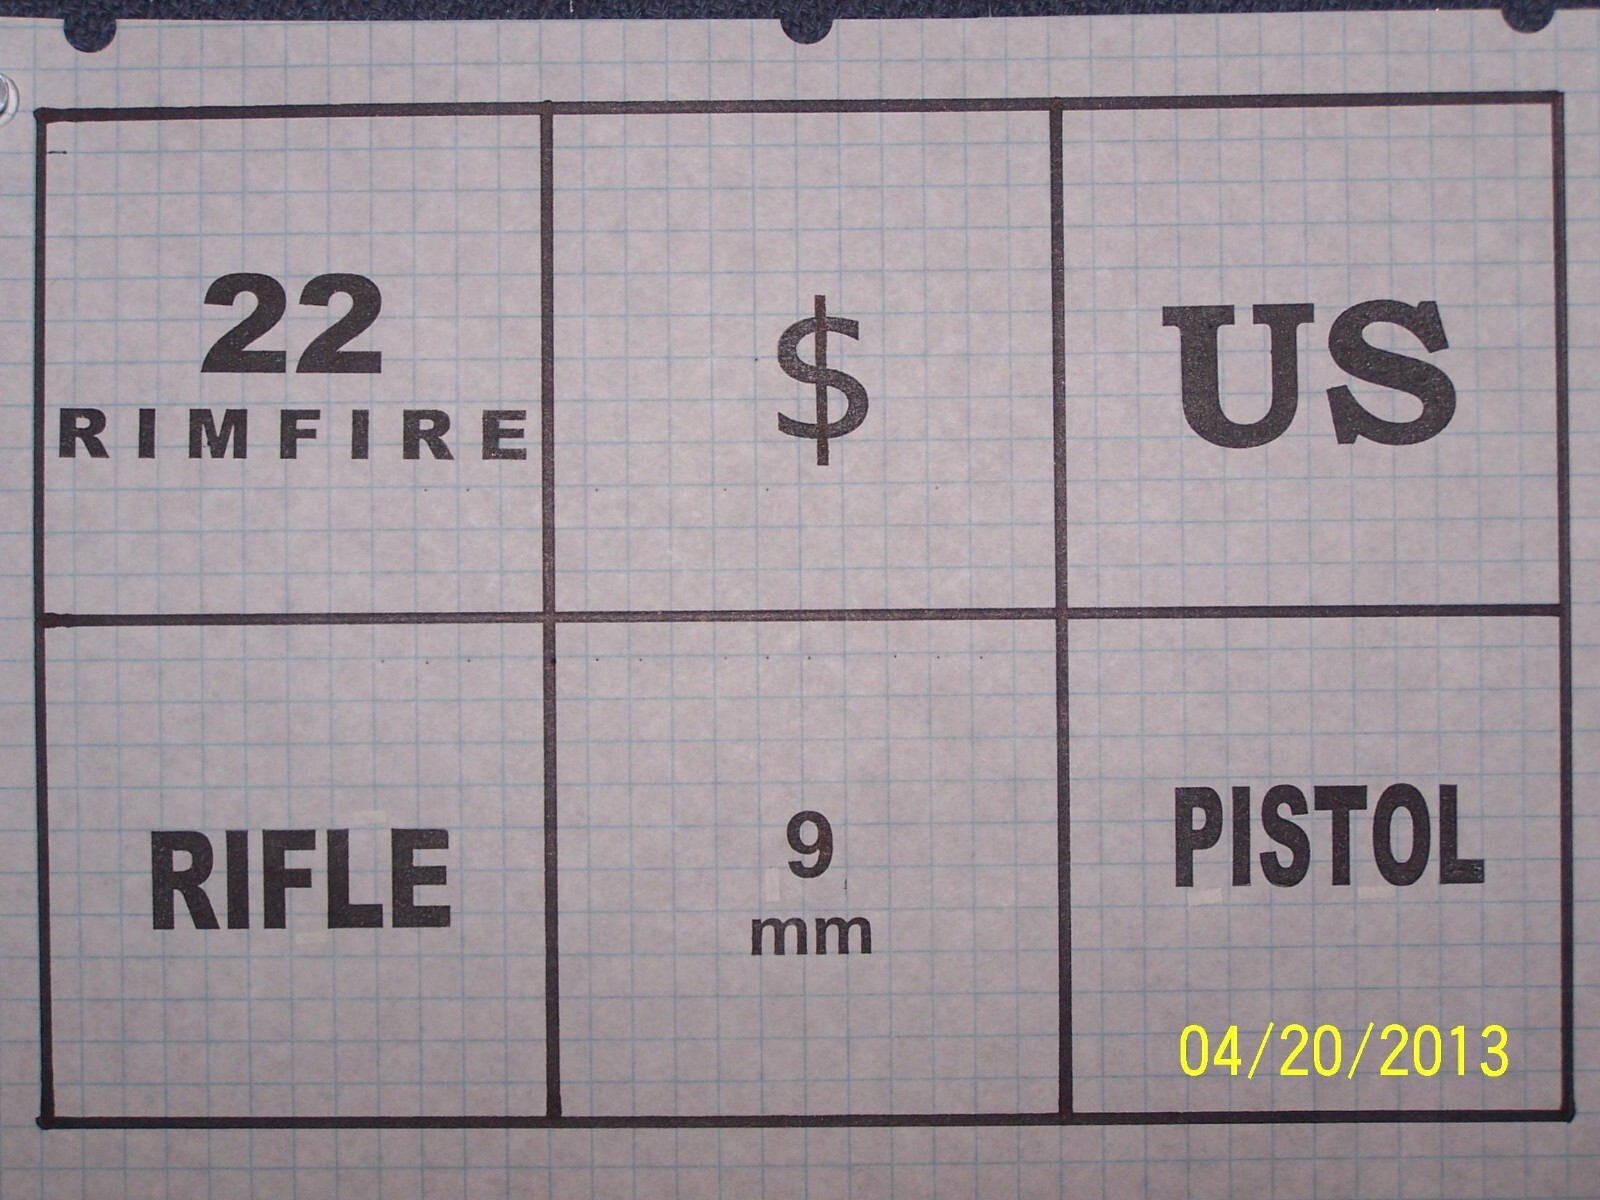 22
RIMFIRE
$
US
RIFLE
9
mm
PISTOL
04/20/2013